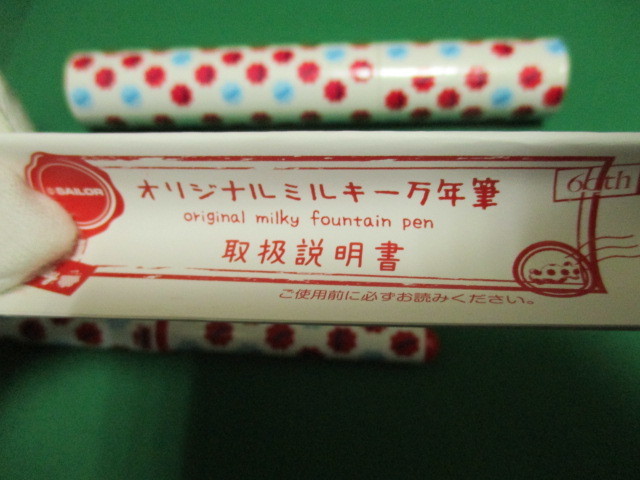 SAILOR
オリジナルミルキー万年筆
original milky fountain pen
取扱説明書
ご使用前に必ずお読みください。